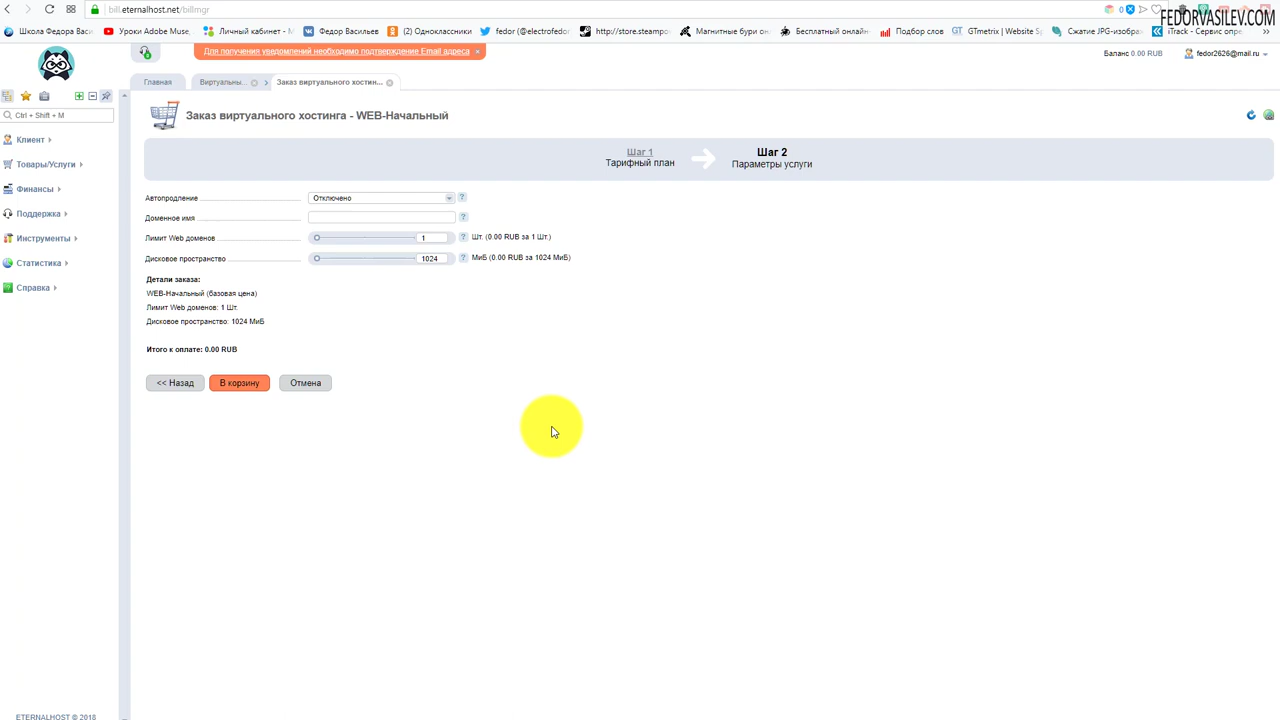 bill.eternalhost.net/billmgr
FEDORVASILEV.COM
Школа Федора Васи
Уроки Adobe Muse,
Личный кабинет - М
Федор Васильев
(2) Одноклассники
fedor (@electrofedor
http://store.steampo
Магнитные бури он
Бесплатный онлайн
Подбор слов
GTmetrix | Website S
Сжатие JPG-изобра
iTrack - Сервис опре.
Для получения уведомлений необходимо подтверждение Email адреса
Баланс 0.00 RUB
fedor2626@mail.ru
Главная
Виртуальны...
Заказ виртуального хостин...
Ctrl + Shift + M
Заказ виртуального хостинга - WEB-Начальный
Клиент
Товары/Услуги
Финансы
Поддержка
Инструменты
Статистика
Справка
Шаг 1
Тарифный план
Шаг 2
Параметры услуги
Автопродление
Отключено
Доменное имя
Лимит Web доменов
1
Шт. (0.00 RUB за 1 Шт.)
Дисковое пространство
1024
МиБ (0.00 RUB за 1024 МиБ)
Детали заказа:
WEB-Начальный (базовая цена)
Лимит Web доменов: 1 Шт.
Дисковое пространство: 1024 МиБ
Итого к оплате: 0.00 RUB
<< Назад
В корзину
Отмена
ETERNALHOST © 2018